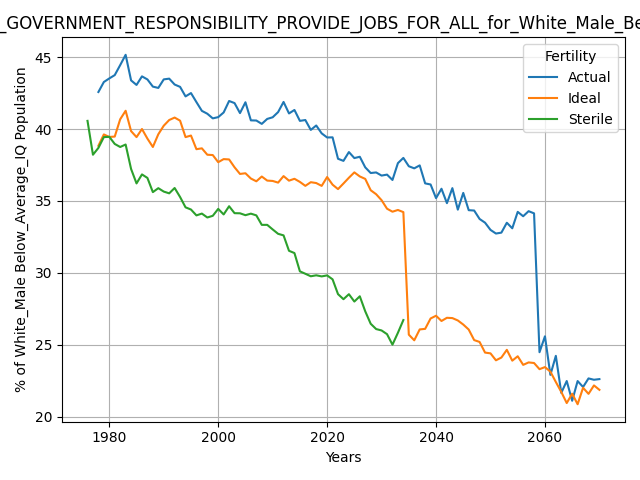 _GOVERNMENT_RESPONSIBILITY_PROVIDE_JOBS_FOR_ALL_for_White_Male_Be
% of White_Male Below_Average_IQ Population
45
40
35
30
25
20
Fertility
Actual
Ideal
Sterile
1980
2000
2020
2040
2060
Years